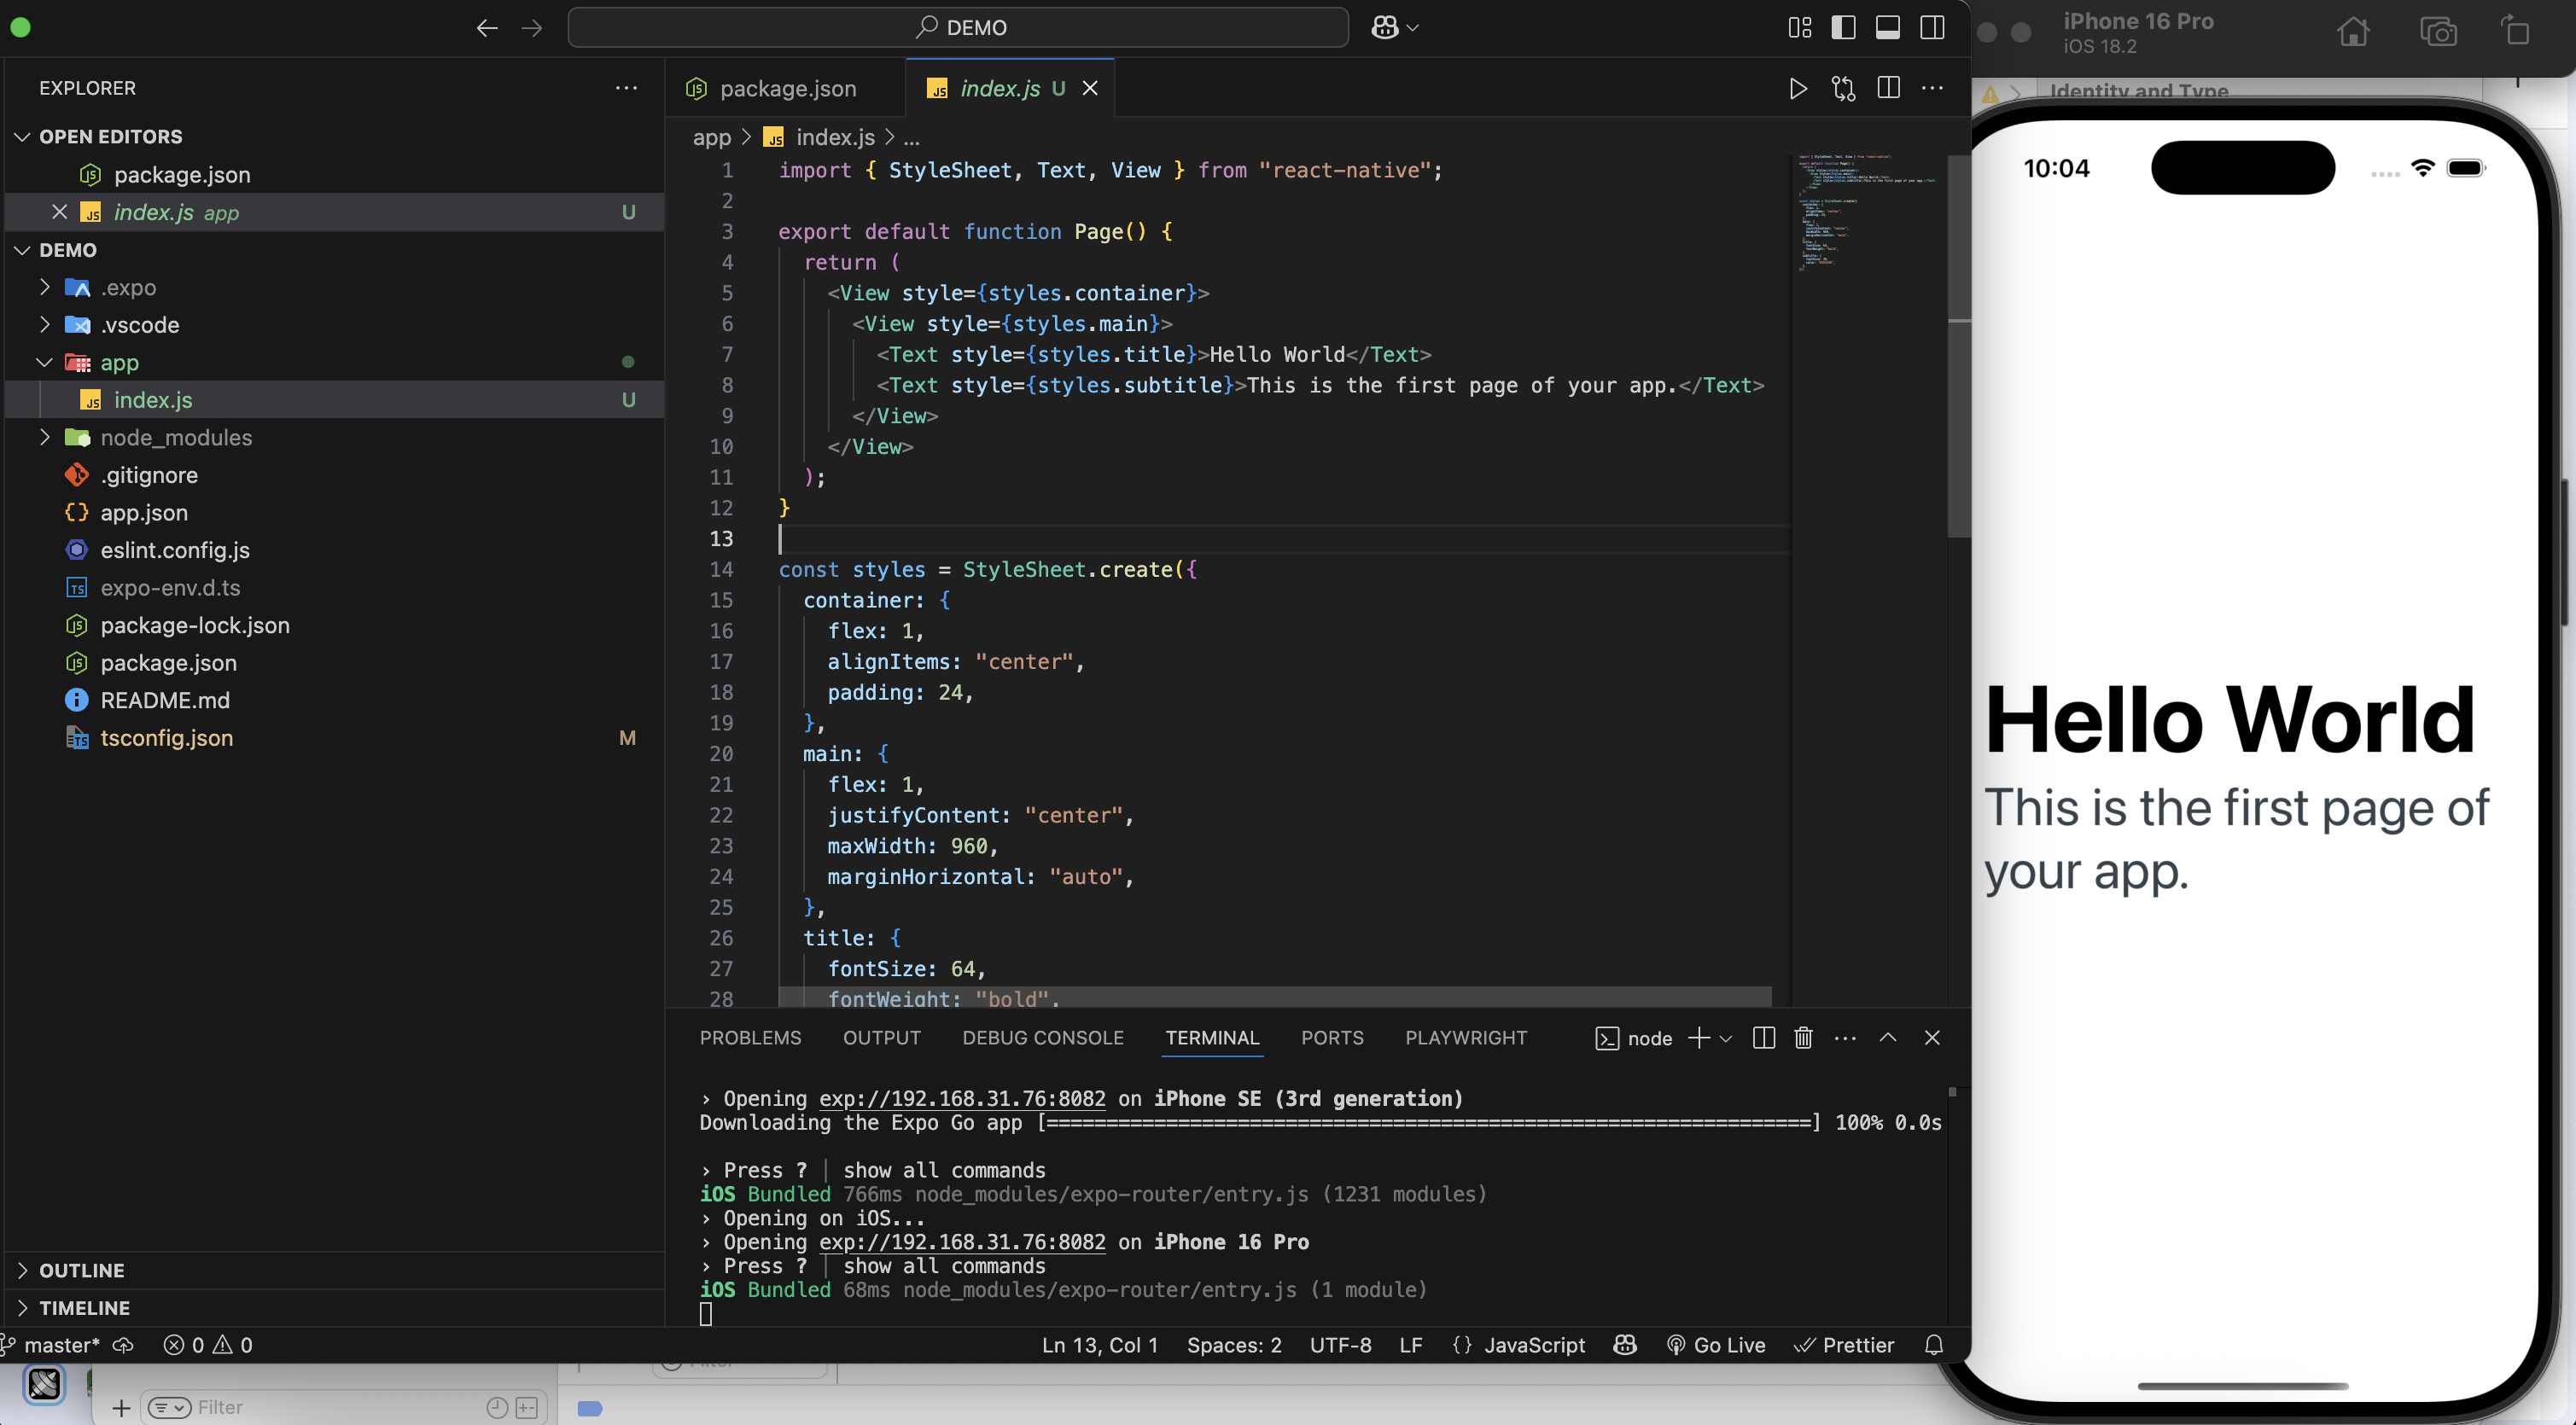 DEMO
EXPLORER
OPEN EDITORS
package.json
index.js app U
DEMO
.expo
.vscode
app
index.js U
node_modules
.gitignore
app.json
eslint.config.js
expo-env.d.ts
package-lock.json
package.json
README.md
tsconfig.json M
OUTLINE
TIMELINE
package.json
index.js U
app > index.js > ...
1 import { StyleSheet, Text, View } from "react-native";
2
3 export default function Page() {
4 return (
5 <View style={styles.container}>
6 <View style={styles.main}>
7 <Text style={styles.title}>Hello World</Text>
8 <Text style={styles.subtitle}>This is the first page of your app.</Text>
9 </View>
10 </View>
11 );
12 }
13
14 const styles = StyleSheet.create({
15 container: {
16 flex: 1,
17 alignItems: "center",
18 padding: 24,
19 },
20 main: {
21 flex: 1,
22 justifyContent: "center",
23 maxWidth: 960,
24 marginHorizontal: "auto",
25 },
26 title: {
27 fontSize: 64,
28 fontWeight: "bold",
PROBLEMS OUTPUT DEBUG CONSOLE TERMINAL PORTS PLAYWRIGHT node
› Opening exp://192.168.31.76:8082 on iPhone SE (3rd generation)
Downloading the Expo Go app [================================================================] 100% 0.0s
› Press ? │ show all commands
iOS Bundled 766ms node_modules/expo-router/entry.js (1231 modules)
› Opening on iOS...
› Opening exp://192.168.31.76:8082 on iPhone 16 Pro
› Press ? │ show all commands
iOS Bundled 68ms node_modules/expo-router/entry.js (1 module)
master* 0 0 Ln 13, Col 1 Spaces: 2 UTF-8 LF {} JavaScript Go Live Prettier
Filter
iPhone 16 Pro
iOS 18.2
Identity and Type
10:04
Hello World
This is the first page of
your app.